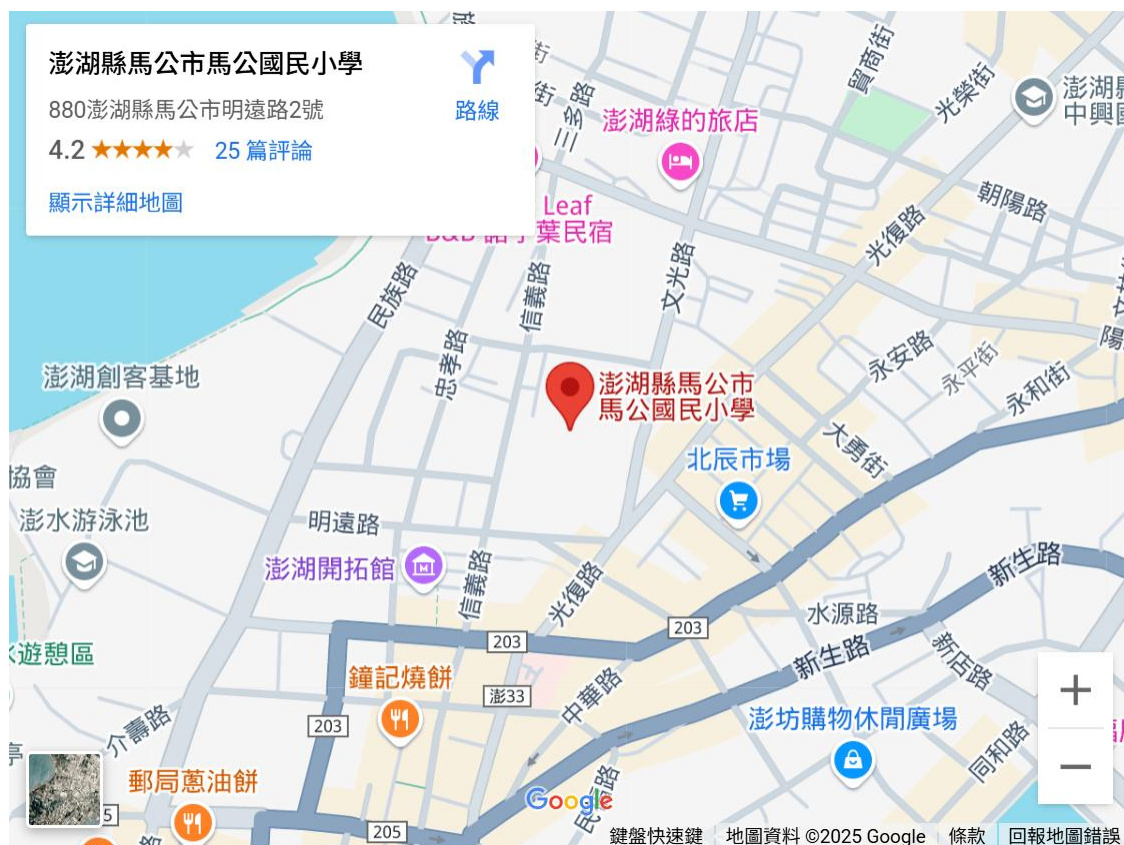 澎湖縣馬公市馬公國民小學
880澎湖縣馬公市明遠路2號
4.2
25 篇評論
顯示詳細地圖
路線
街
街
三多路
澎湖綠的旅店
貿商街
光榮街
澎湖縣
中興國
朝陽路
Leaf
B&B 葉民宿
民族路
信義路
文光路
光復路
忠孝路
永安路
永平街
陽
永和街
澎湖創客基地
澎湖縣馬公市
馬公國民小學
大勇街
北辰市場
協會
澎水游泳池
明遠路
澎湖開拓館
信義路
光復路
新生路
水源路
203
203
遊憩區
新生路
新店路
鐘記燒餅
澎33
中華路
203
澎坊購物休閒廣場
介壽路
同和路
亭
郵局蔥油餅
5
205
Google
鍵盤快速鍵
地圖資料 ©2025 Google
條款
回報地圖錯誤